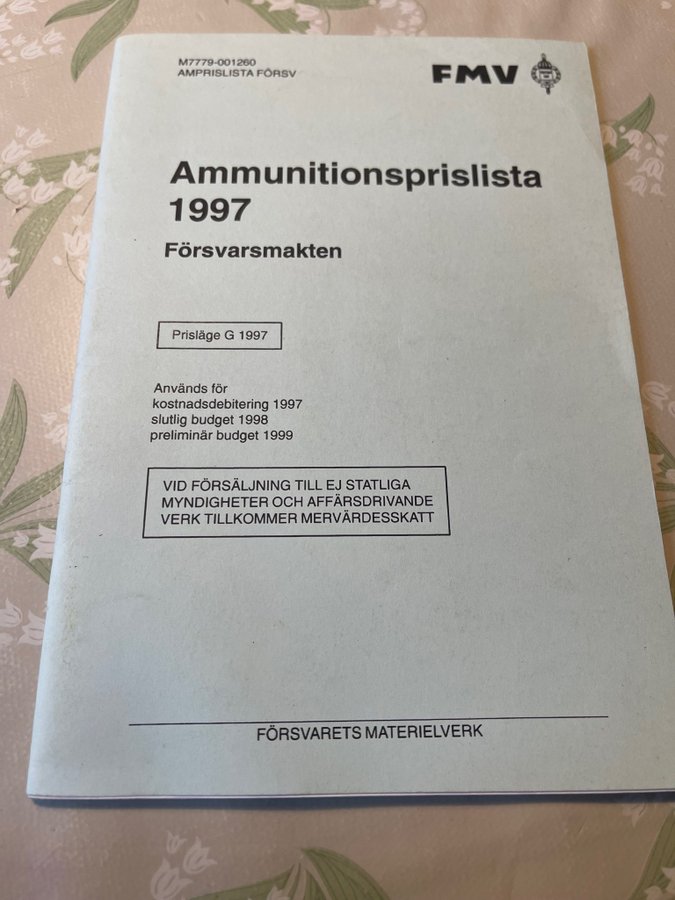 M7779-001260
AMPRISLISTA FÖRSV
FMV
Ammunitionsprislista
1997
Försvarsmakten
Prisläge G 1997
Används för
kostnadsdebitering 1997
slutlig budget 1998
preliminär budget 1999
VID FÖRSÄLJNING TILL EJ STATLIGA
MYNDIGHETER OCH AFFÄRSDRIVANDE
VERK TILLKOMMER MERVÄRDESSKATT
FÖRSVARETS MATERIELVERK